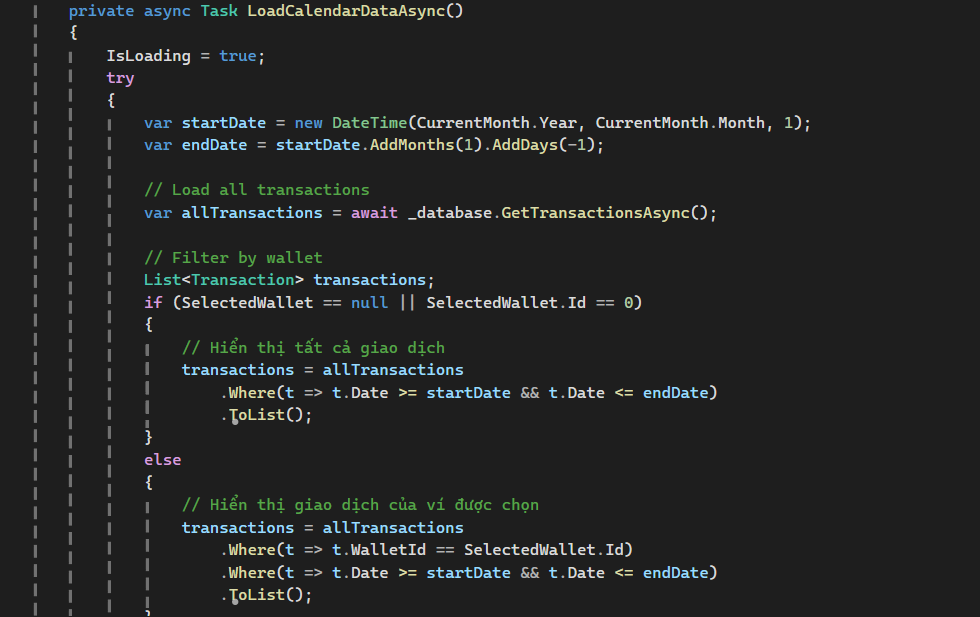 private async Task LoadCalendarDataAsync()
{
IsLoading = true;
try
{
var startDate = new DateTime(CurrentMonth.Year, CurrentMonth.Month, 1);
var endDate = startDate.AddMonths(1).AddDays(-1);
// Load all transactions
var allTransactions = await _database.GetTransactionsAsync();
// Filter by wallet
List<Transaction> transactions;
if (SelectedWallet == null || SelectedWallet.Id == 0)
{
// Hiển thị tất cả giao dịch
transactions = allTransactions
.Where(t => t.Date >= startDate && t.Date <= endDate)
.ToList();
}
else
{
// Hiển thị giao dịch của ví được chọn
transactions = allTransactions
.Where(t => t.WalletId == SelectedWallet.Id)
.Where(t => t.Date >= startDate && t.Date <= endDate)
.ToList();
}